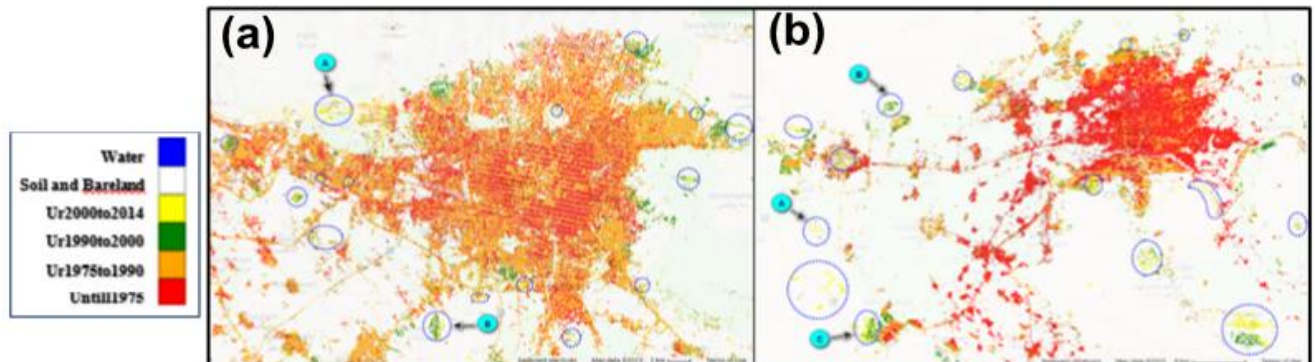 (a)
(b)
A
B
B
A
C
Water
Soil and Bareland
Ur2000to2014
Ur1990to2000
Ur1975to1990
Untill1975